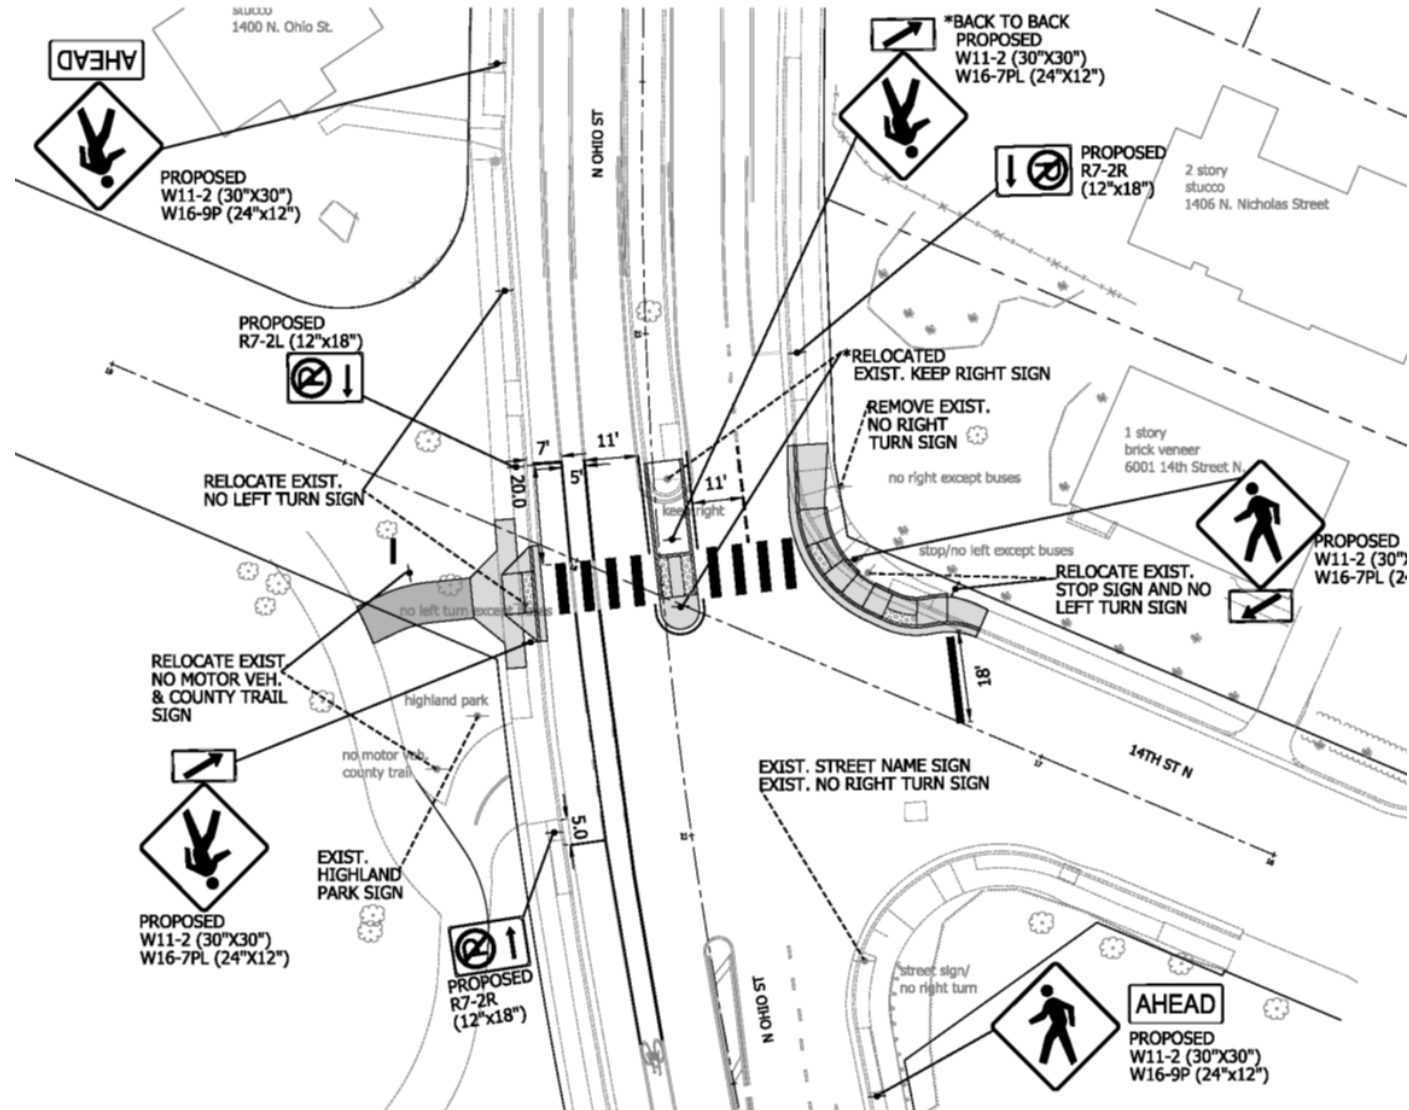 stucco
1400 N. Ohio St.
AHEAD
PROPOSED
W11-2 (30"X30")
W16-9P (24"x12")
N OHIO ST
*BACK TO BACK
PROPOSED
W11-2 (30"X30")
W16-7PL (24"X12")
PROPOSED
R7-2R
(12"x18")
2 story
stucco
1406 N. Nicholas Street
PROPOSED
R7-2L (12"x18")
*RELOCATED
EXIST. KEEP RIGHT SIGN
REMOVE EXIST.
NO RIGHT
TURN SIGN
1 story
brick veneer
6001 14th Street N.
no right except buses
7'
11'
5'
20.0
11'
keep right
RELOCATE EXIST.
NO LEFT TURN SIGN
stop/no left except buses
PROPOSED
W11-2 (30"
W16-7PL (24
RELOCATE EXIST.
STOP SIGN AND NO
LEFT TURN SIGN
no left turn except buses
RELOCATE EXIST.
NO MOTOR VEH.
& COUNTY TRAIL
SIGN
highland park
no motor veh.
county trail
18'
14TH ST N
17
16
EXIST. STREET NAME SIGN
EXIST. NO RIGHT TURN SIGN
5.0
EXIST.
HIGHLAND
PARK SIGN
PROPOSED
W11-2 (30"X30")
W16-7PL (24"X12")
PROPOSED
R7-2R
(12"x18")
N OHIO ST
street sign/
no right turn
AHEAD
PROPOSED
W11-2 (30"X30")
W16-9P (24"x12")